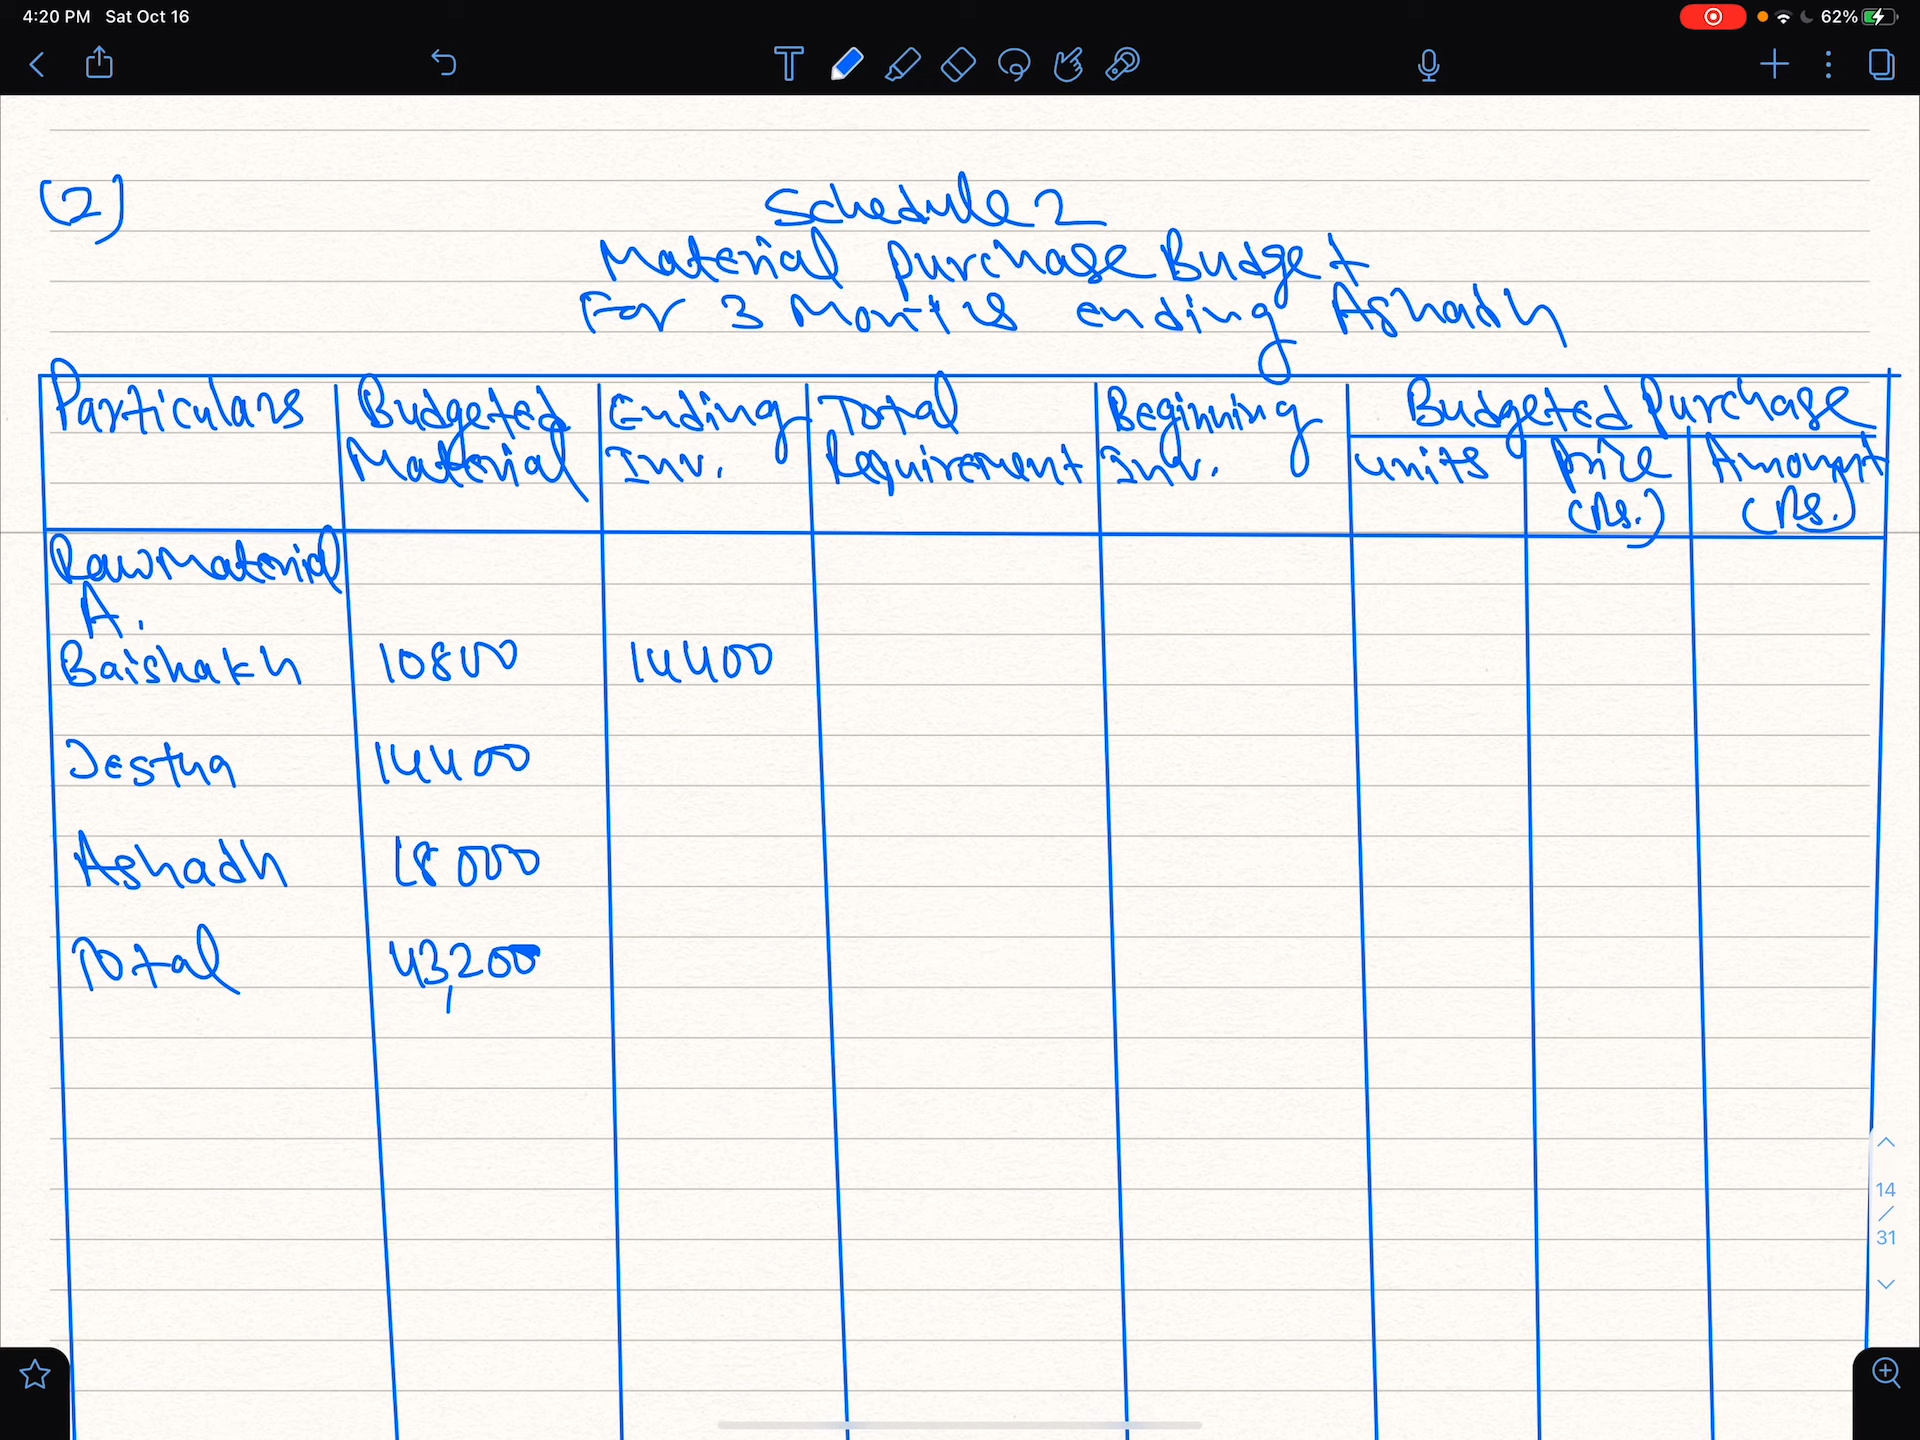 4:20 PM Sat Oct 16
62%
(2)
Schedule 2
Material purchase Budget
For 3 Months ending Ashadh
Particulars Budgeted Material Ending Inv. Total Requirement Beginning Inv. Budgeted Purchase
units price (Rs.) Amount (Rs.)
Raw Material
A.
Baishakh 10800 14400
Jestha 14400
Ashadh 18000
Total 43,200
14
/
31